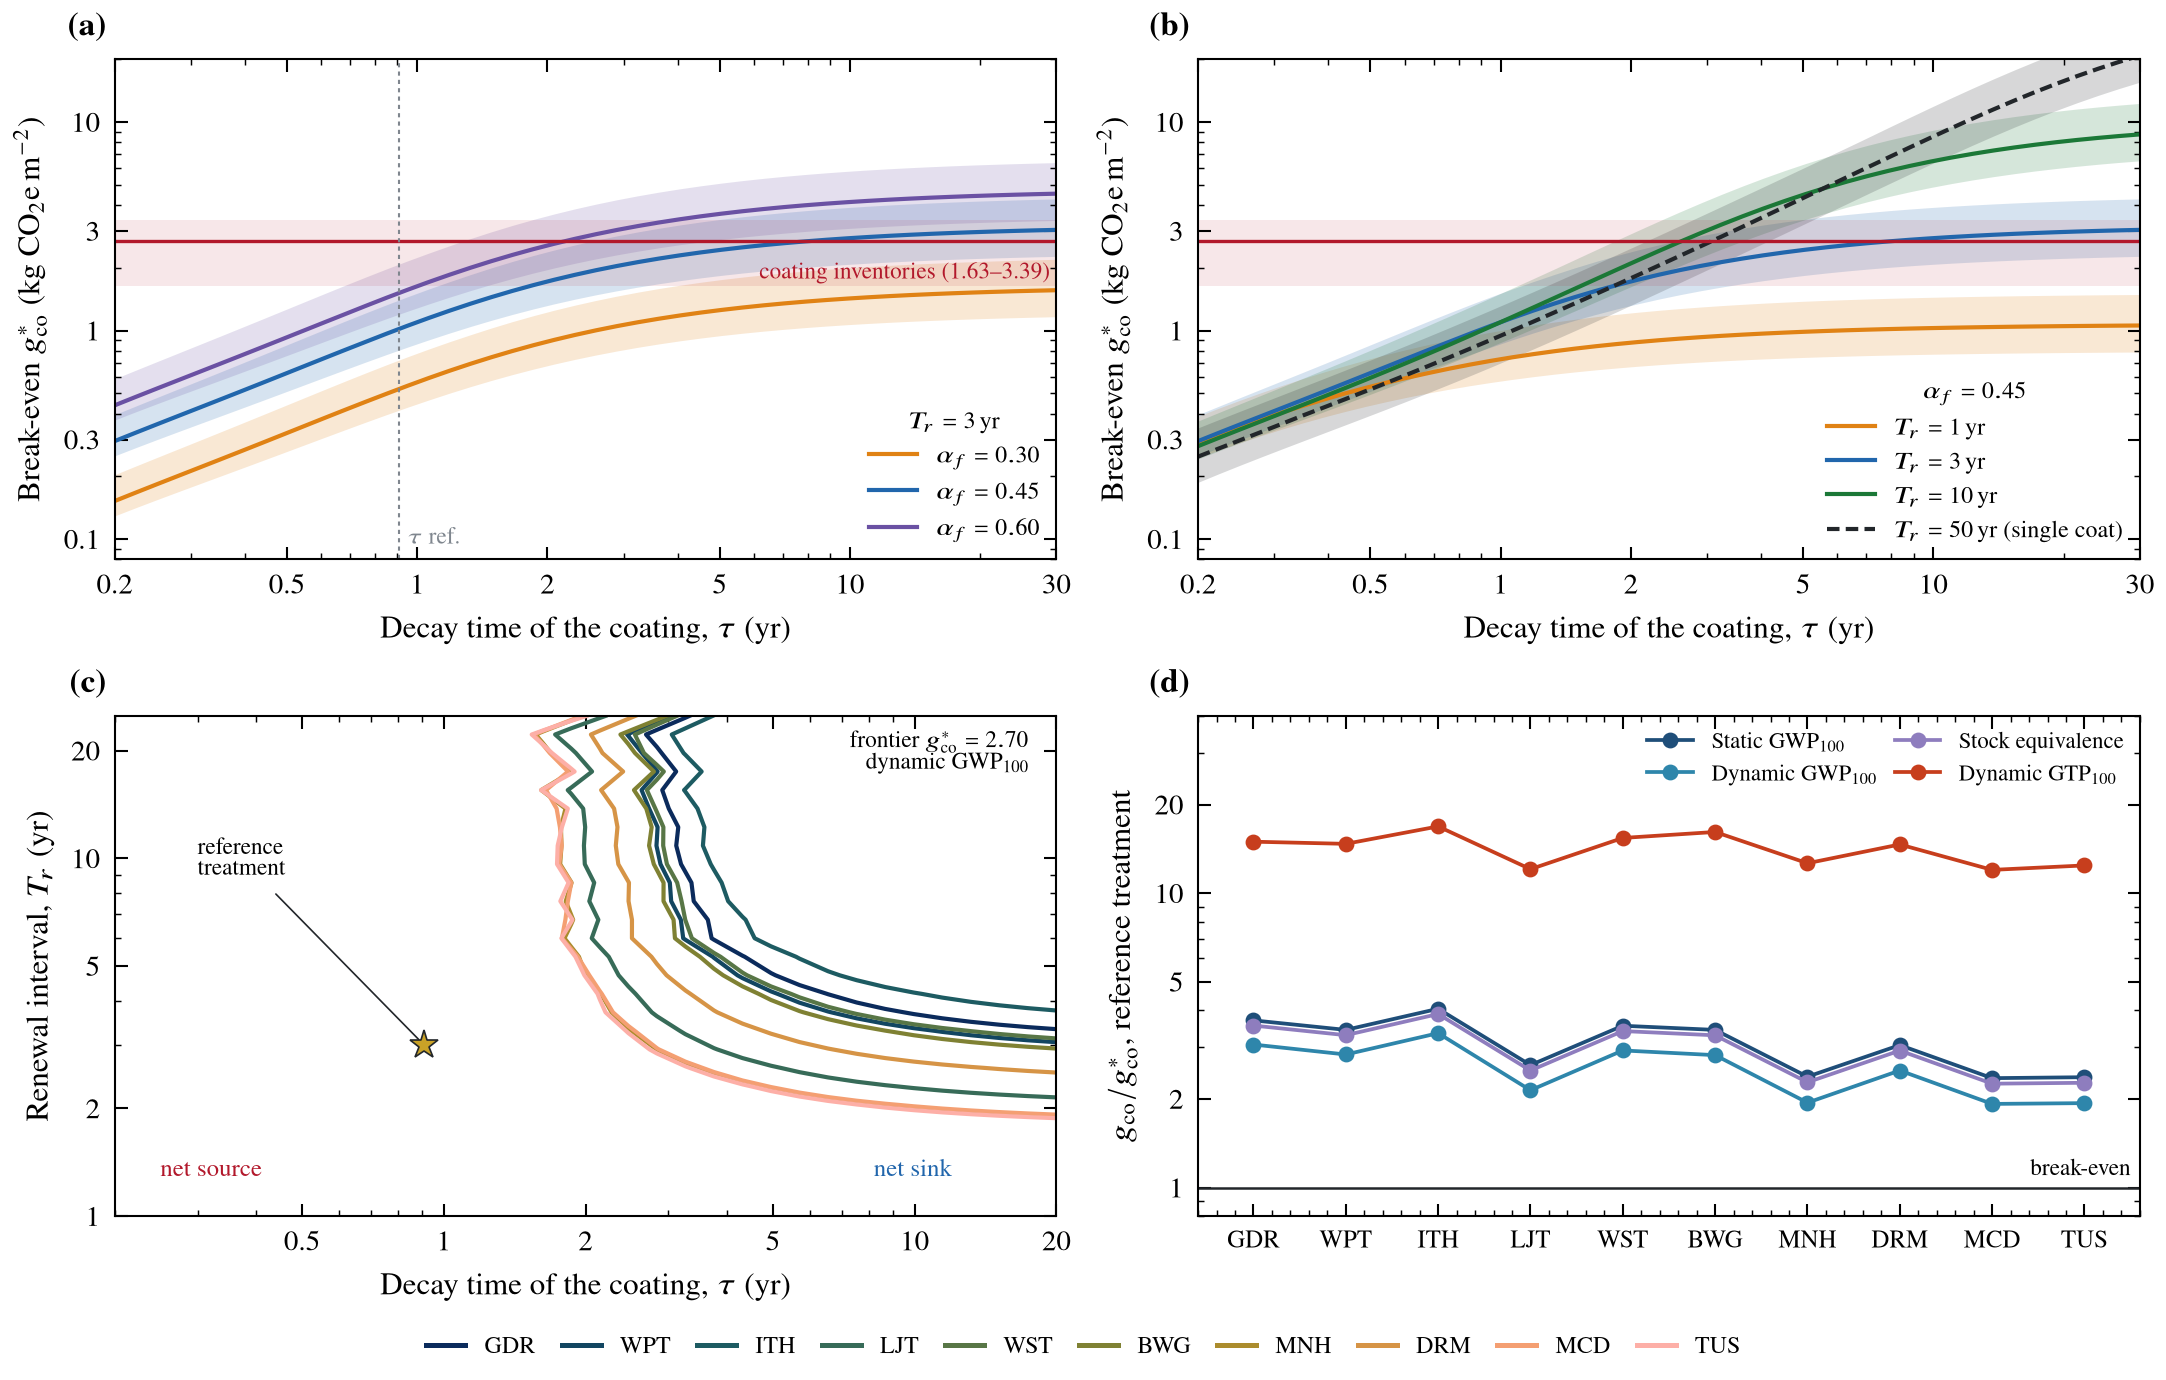 (a)
10
3
1
0.3
0.1
Break-even g*co (kg CO₂e m⁻²)
coating inventories (1.63–3.39)
τ ref.
Tr = 3 yr
αf = 0.30
αf = 0.45
αf = 0.60
0.2 0.5 1 2 5 10 30
Decay time of the coating, τ (yr)
(b)
10
3
1
0.3
0.1
Break-even g*co (kg CO₂e m⁻²)
αf = 0.45
Tr = 1 yr
Tr = 3 yr
Tr = 10 yr
Tr = 50 yr (single coat)
0.2 0.5 1 2 5 10 30
Decay time of the coating, τ (yr)
(c)
20
10
5
2
1
Renewal interval, Tr (yr)
frontier g*co = 2.70
dynamic GWP₁₀₀
reference
treatment
net source
net sink
0.5 1 2 5 10 20
Decay time of the coating, τ (yr)
(d)
20
10
5
2
1
gco/g*co, reference treatment
Static GWP₁₀₀
Dynamic GWP₁₀₀
Stock equivalence
Dynamic GTP₁₀₀
break-even
GDR WPT ITH LJT WST BWG MNH DRM MCD TUS
GDR WPT ITH LJT WST BWG MNH DRM MCD TUS